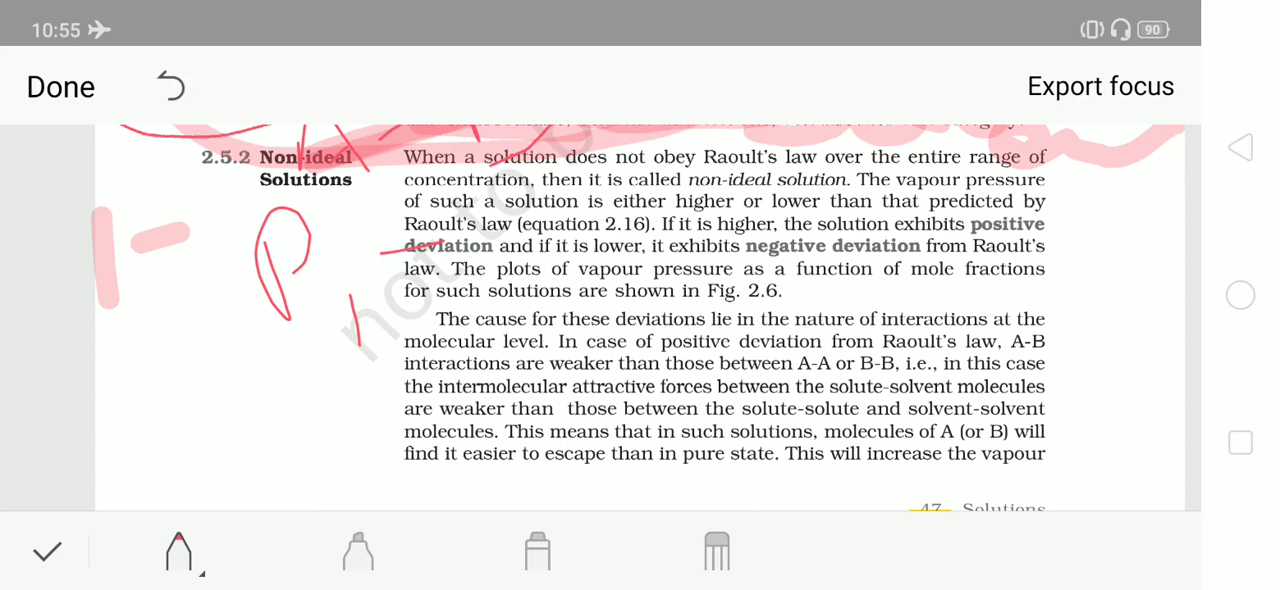 10:55
90
Done
Export focus
2.5.2 Non-ideal
Solutions
When a solution does not obey Raoult's law over the entire range of
concentration, then it is called non-ideal solution. The vapour pressure
of such a solution is either higher or lower than that predicted by
Raoult's law (equation 2.16). If it is higher, the solution exhibits positive
deviation and if it is lower, it exhibits negative deviation from Raoult's
law. The plots of vapour pressure as a function of mole fractions
for such solutions are shown in Fig. 2.6.
The cause for these deviations lie in the nature of interactions at the
molecular level. In case of positive deviation from Raoult's law, A-B
interactions are weaker than those between A-A or B-B, i.e., in this case
the intermolecular attractive forces between the solute-solvent molecules
are weaker than those between the solute-solute and solvent-solvent
molecules. This means that in such solutions, molecules of A (or B) will
find it easier to escape than in pure state. This will increase the vapour
47 Solutions
not to
P